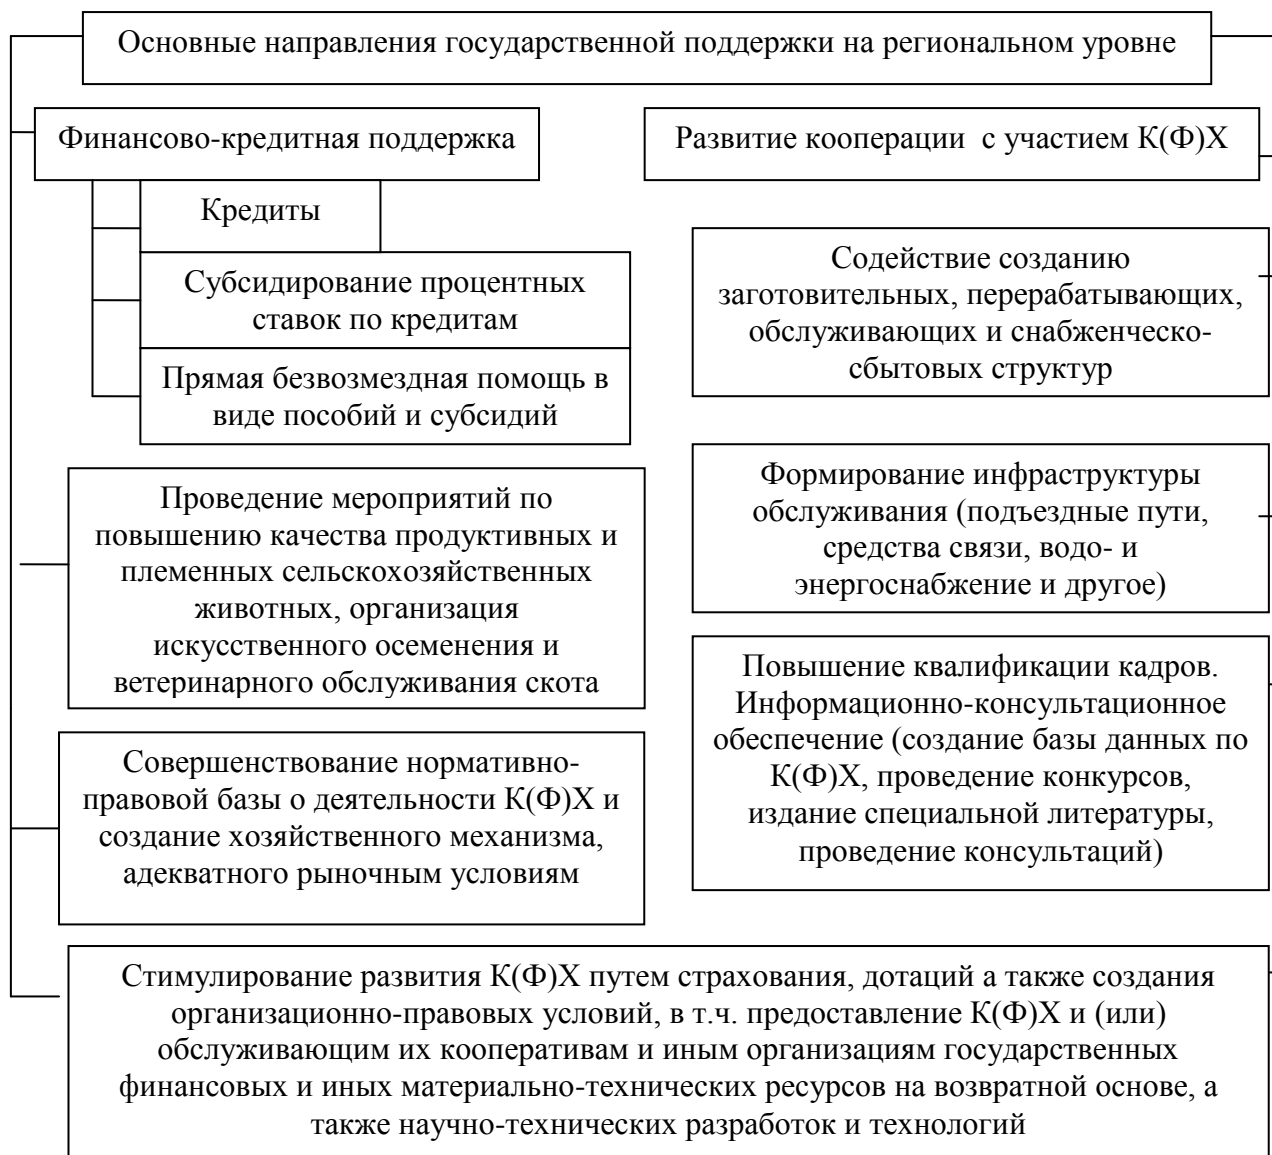 Основные направления государственной поддержки на региональном уровне
Финансово-кредитная поддержка
Кредиты
Субсидирование процентных
ставок по кредитам
Прямая безвозмездная помощь в
виде пособий и субсидий
Проведение мероприятий по
повышению качества продуктивных и
племенных сельскохозяйственных
животных, организация
искусственного осеменения и
ветеринарного обслуживания скота
Совершенствование нормативно-
правовой базы о деятельности К(Ф)Х и
создание хозяйственного механизма,
адекватного рыночным условиям
Развитие кооперации с участием К(Ф)Х
Содействие созданию
заготовительных, перерабатывающих,
обслуживающих и снабженческо-
сбытовых структур
Формирование инфраструктуры
обслуживания (подъездные пути,
средства связи, водо- и
энергоснабжение и другое)
Повышение квалификации кадров.
Информационно-консультационное
обеспечение (создание базы данных по
К(Ф)Х, проведение конкурсов,
издание специальной литературы,
проведение консультаций)
Стимулирование развития К(Ф)Х путем страхования, дотаций а также создания
организационно-правовых условий, в т.ч. предоставление К(Ф)Х и (или)
обслуживающим их кооперативам и иным организациям государственных
финансовых и иных материально-технических ресурсов на возвратной основе, а
также научно-технических разработок и технологий